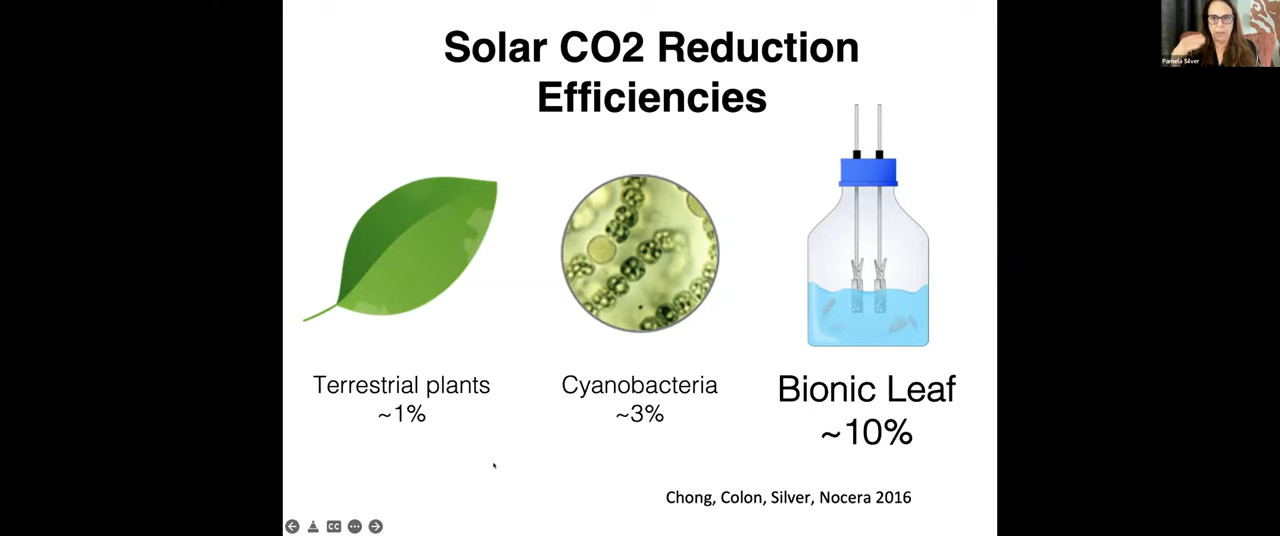 Solar CO2 Reduction
Efficiencies
Pamela Silver
Terrestrial plants
~1%
Cyanobacteria
~3%
Bionic Leaf
~10%
Chong, Colon, Silver, Nocera 2016
CC